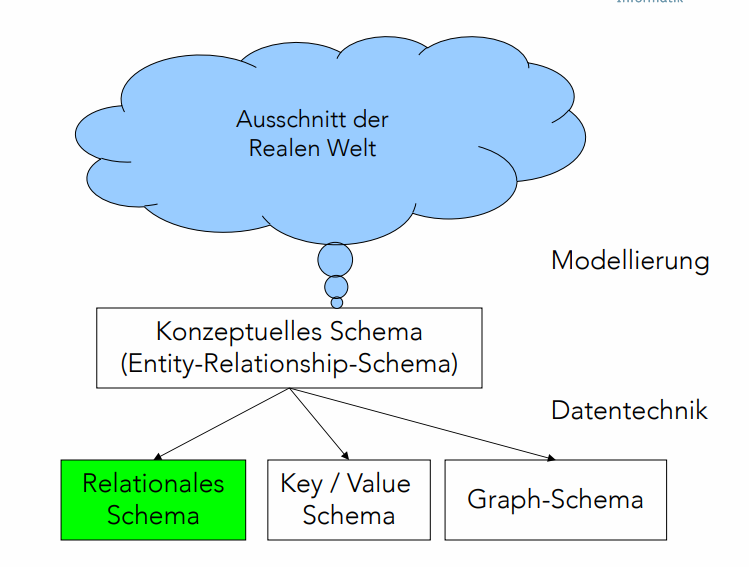 Informatik
Ausschnitt der
Realen Welt
Modellierung
Konzeptuelles Schema
(Entity-Relationship-Schema)
Datentechnik
Relationales
Schema
Key / Value
Schema
Graph-Schema